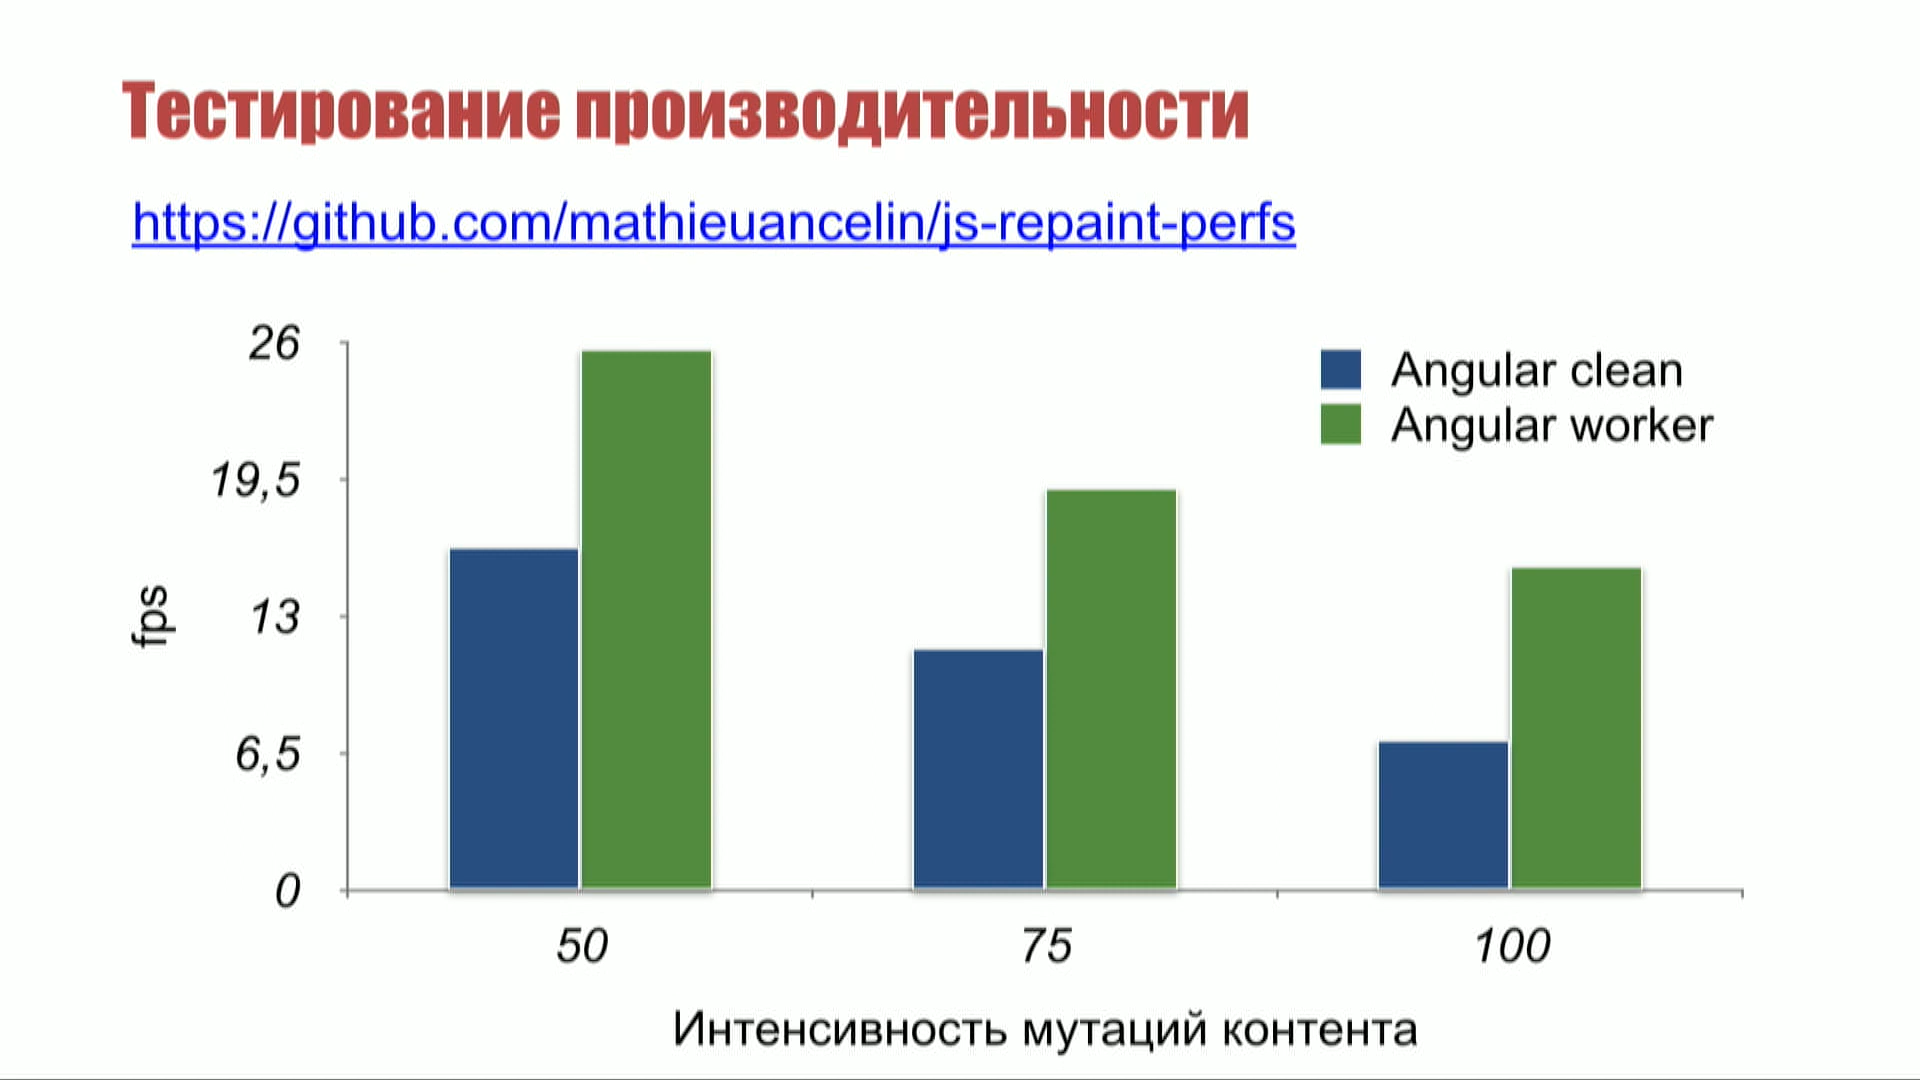 Тестирование производительности
https://github.com/mathieuancelin/js-repaint-perfs
26
19,5
13
6,5
0
fps
Angular clean
Angular worker
50
75
100
Интенсивность мутаций контента